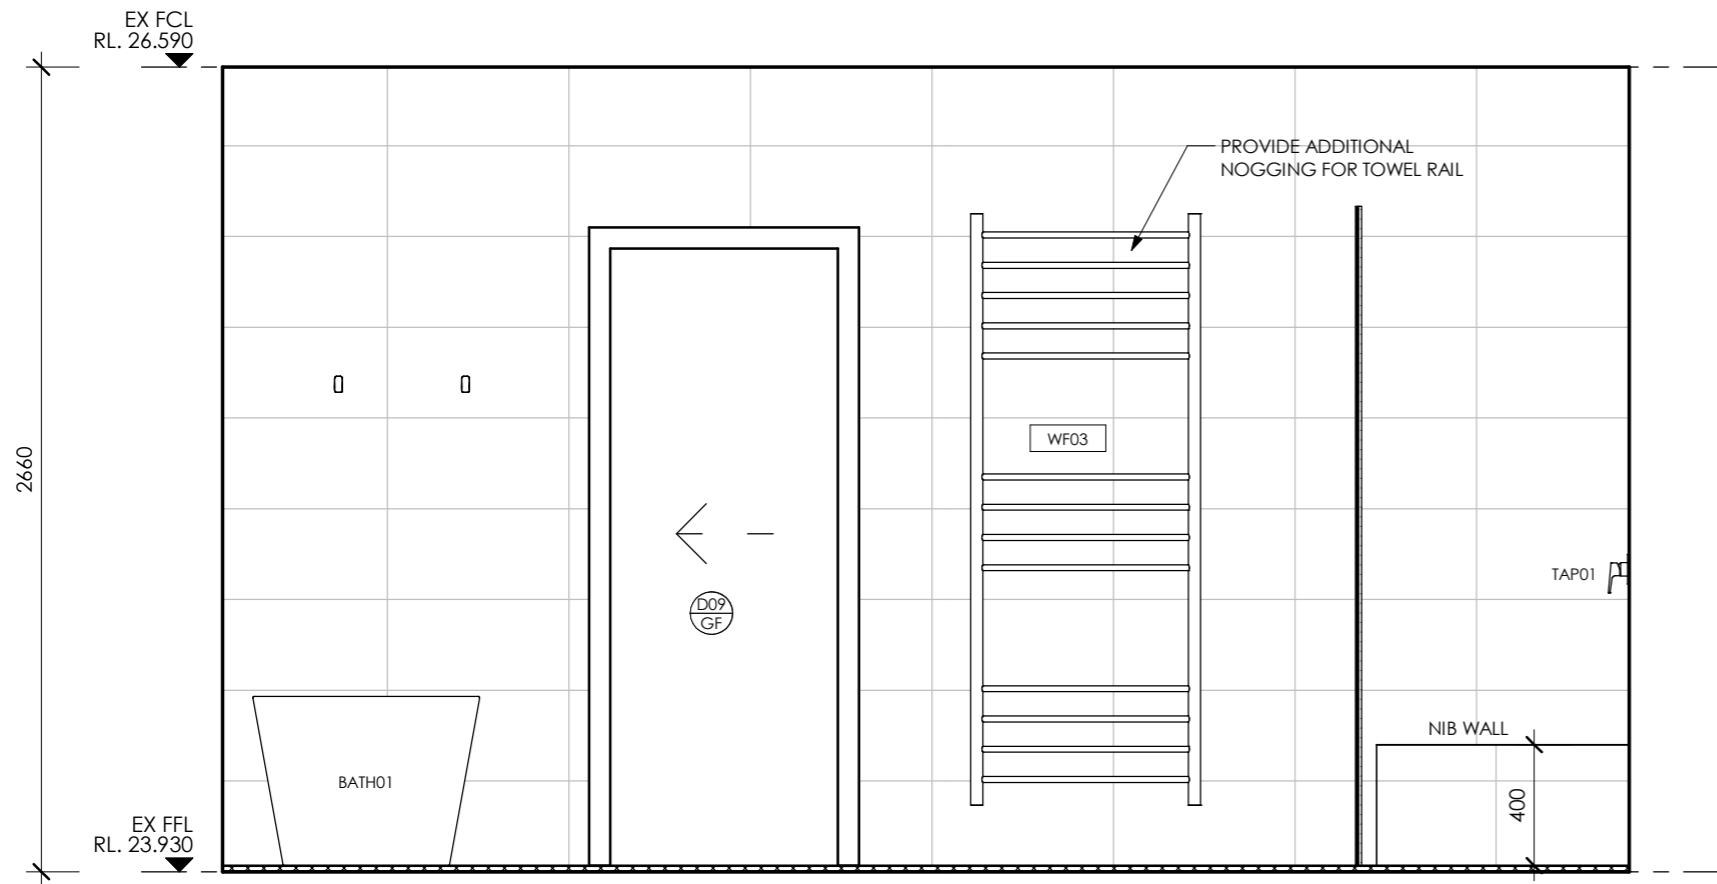 EX FCL
RL. 26.590
PROVIDE ADDITIONAL
NOGGING FOR TOWEL RAIL
2660
WF03
TAP01
D09
GF
NIB WALL
BATH01
400
EX FFL
RL. 23.930